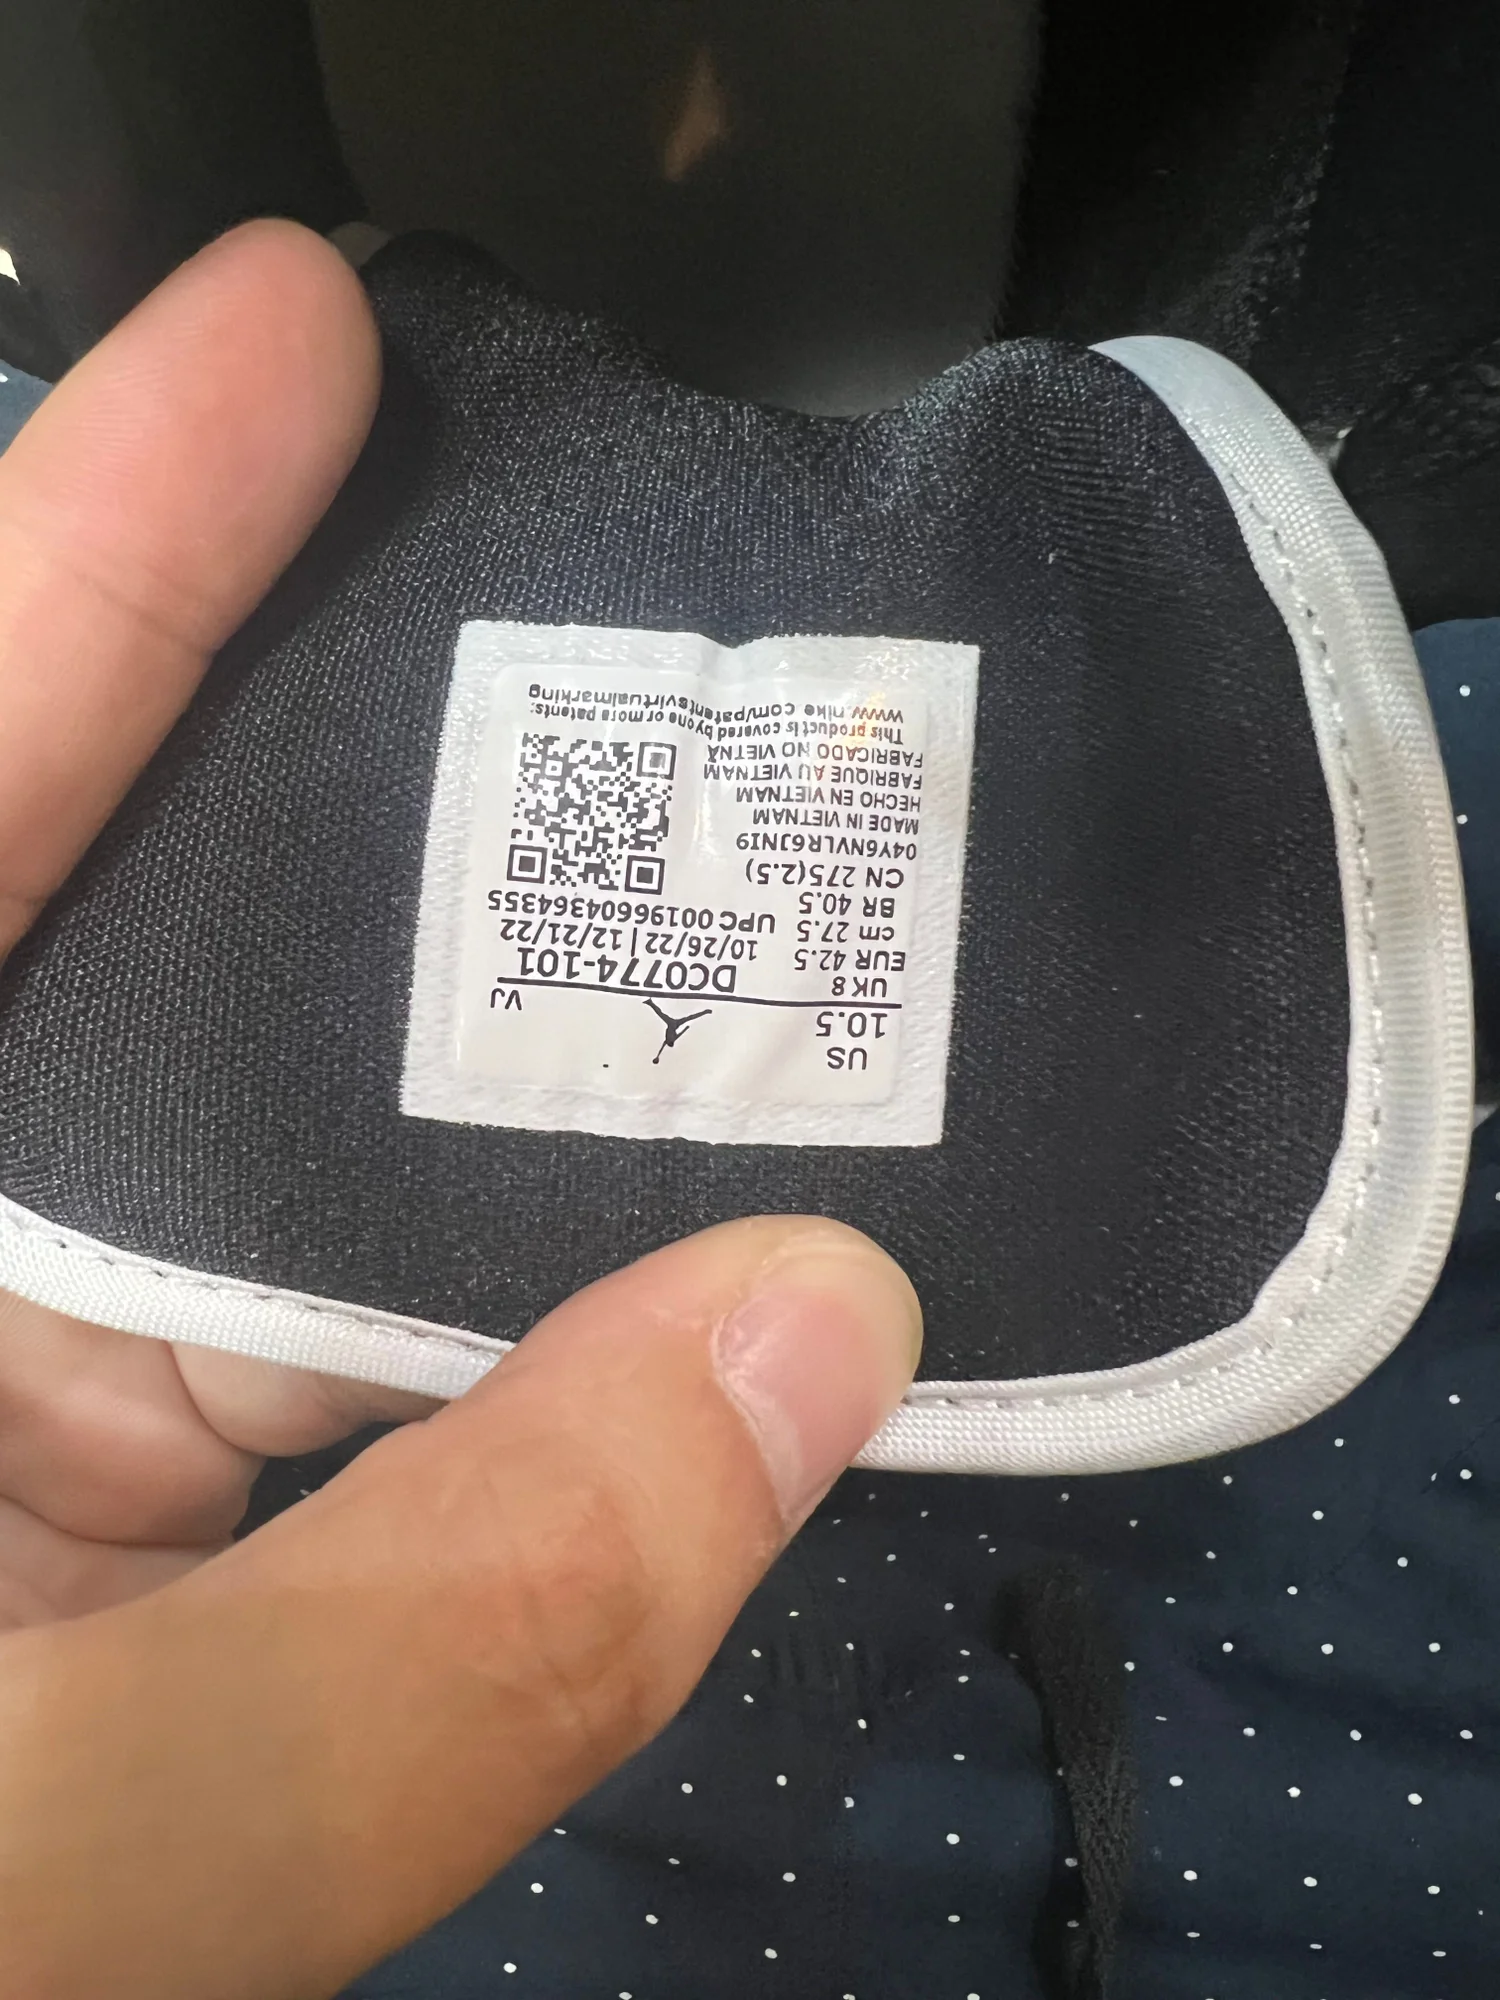 US
10.5
VJ
UK 8
EUR 42.5
cm 27.5
BR 40.5
CN 275(2.5)
DC0774-101
10/26/22 | 12/21/22
UPC 00196604364355
04Y6NVLR6JNI9
MADE IN VIETNAM
HECHO EN VIETNAM
FABRIQUE AU VIETNAM
FABRICADO NO VIETNÃ
This product is covered by one or more patents:
www.nike.com/patentsvirtualmarking